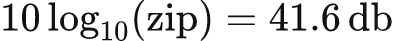 10 log₁₀(zip) = 41.6 db